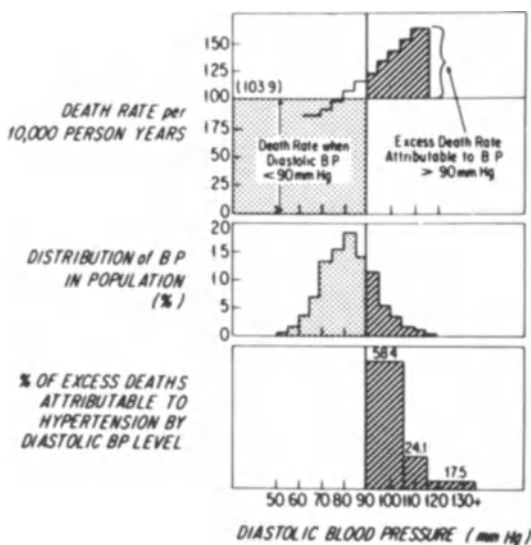 150
125
(103.9)
100
DEATH RATE per
10,000 PERSON YEARS
75
50
25
0
Death Rate when
Diastolic B P
< 90 mm Hg
Excess Death Rate
Attributable to B P
> 90 mm Hg
DISTRIBUTION of B P
IN POPULATION
(%)
20
15
10
5
0
% OF EXCESS DEATHS
ATTRIBUTABLE TO
HYPERTENSION BY
DIASTOLIC BP LEVEL
58.4
24.1
17.5
50 60 70 80 90 100 110 120 130+
DIASTOLIC BLOOD PRESSURE (mm Hg)